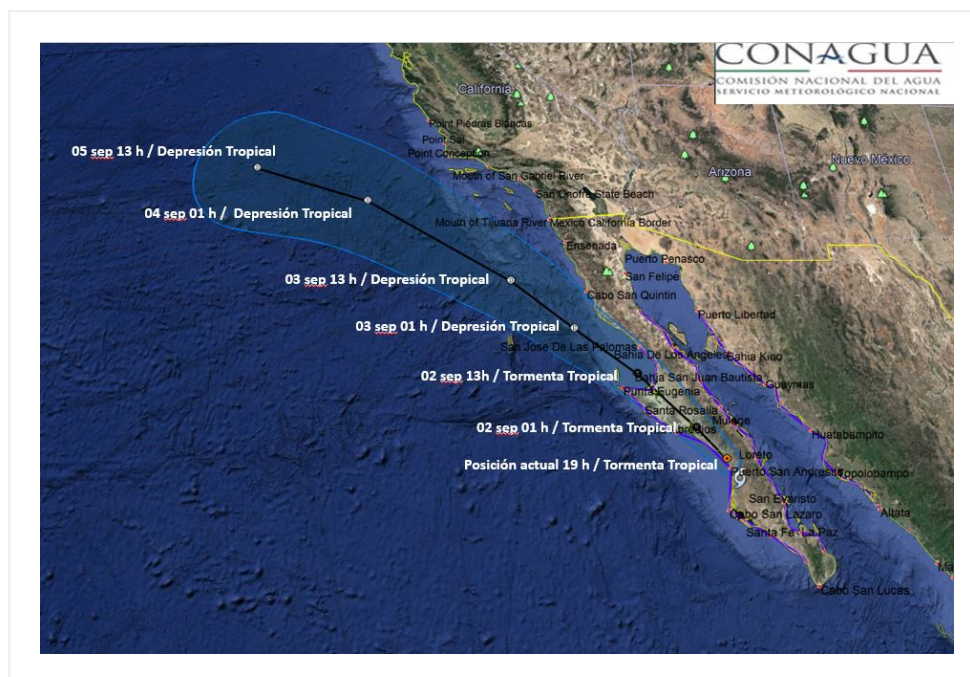 CONAGUA
COMISIÓN NACIONAL DEL AGUA
SERVICIO METEOROLÓGICO NACIONAL
California
Point Piedras Blancas
Point Sal
Point Conception
Nuevo México
Arizona
05 sep 13 h / Depresión Tropical
Mouth of San Gabriel River
San Onofre State Beach
04 sep 01 h / Depresión Tropical
Mouth of Tijuana River Mexico California Border
Ensenada
Puerto Penasco
San Felipe
03 sep 13 h / Depresión Tropical
Cabo San Quintin
Puerto Libertad
03 sep 01 h / Depresión Tropical
San Jose De Las Palomas
Bahia De Los Angeles
Bahia Kino
02 sep 13h / Tormenta Tropical
Bahia San Juan Bautista
Guaymas
Punta Eugenia
Santa Rosalia
Mulege
02 sep 01 h / Tormenta Tropical
Huatabampito
Loreto
Posición actual 19 h / Tormenta Tropical
Puerto San Andresito
Topolobampo
San Evaristo
Cabo San Lazaro
Altata
Santa Fe
La Paz
Cabo San Lucas